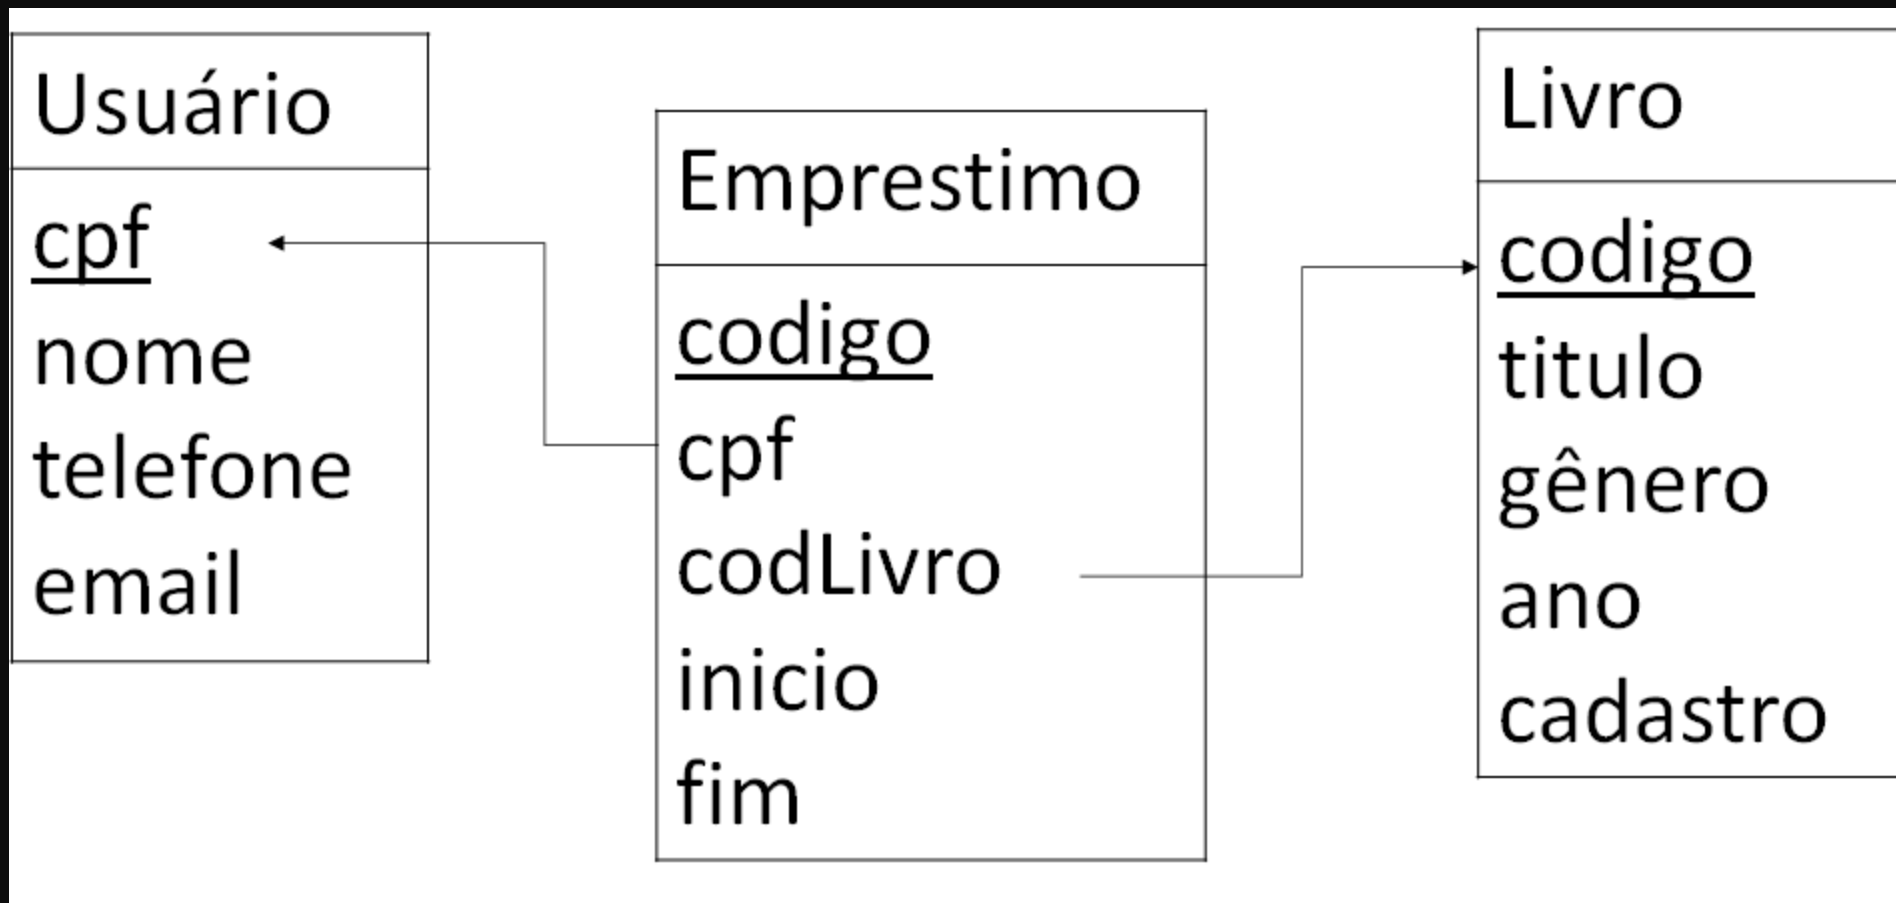 Usuário
cpf
nome
telefone
email
Emprestimo
codigo
cpf
codLivro
inicio
fim
Livro
codigo
titulo
gênero
ano
cadastro